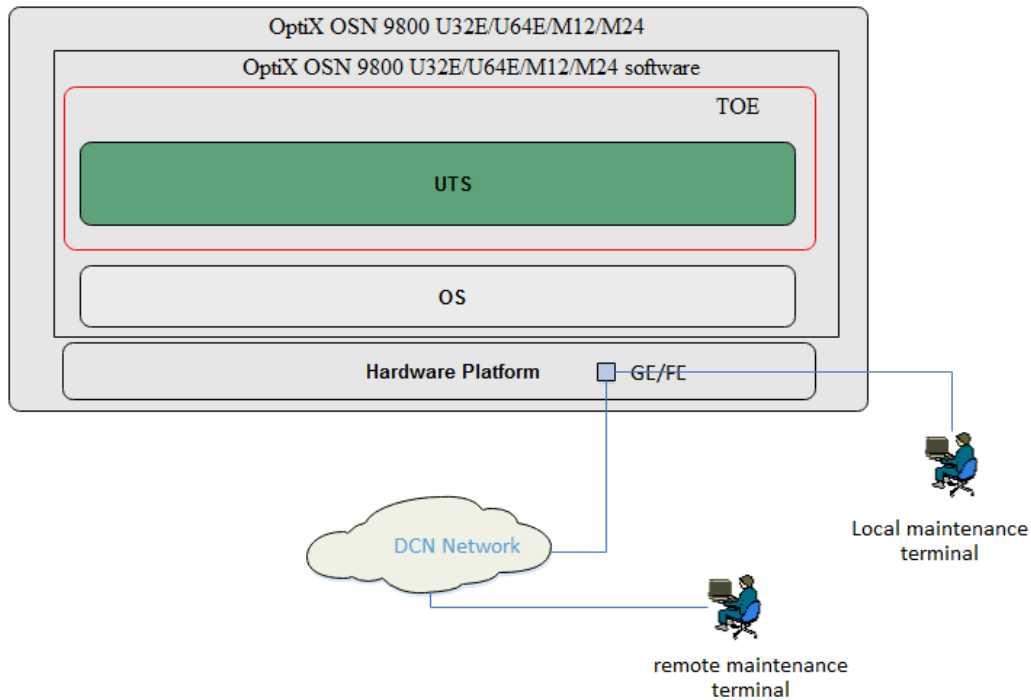 OptiX OSN 9800 U32E/U64E/M12/M24
OptiX OSN 9800 U32E/U64E/M12/M24 software
TOE
UTS
OS
Hardware Platform
GE/FE
DCN Network
Local maintenance
terminal
remote maintenance
terminal